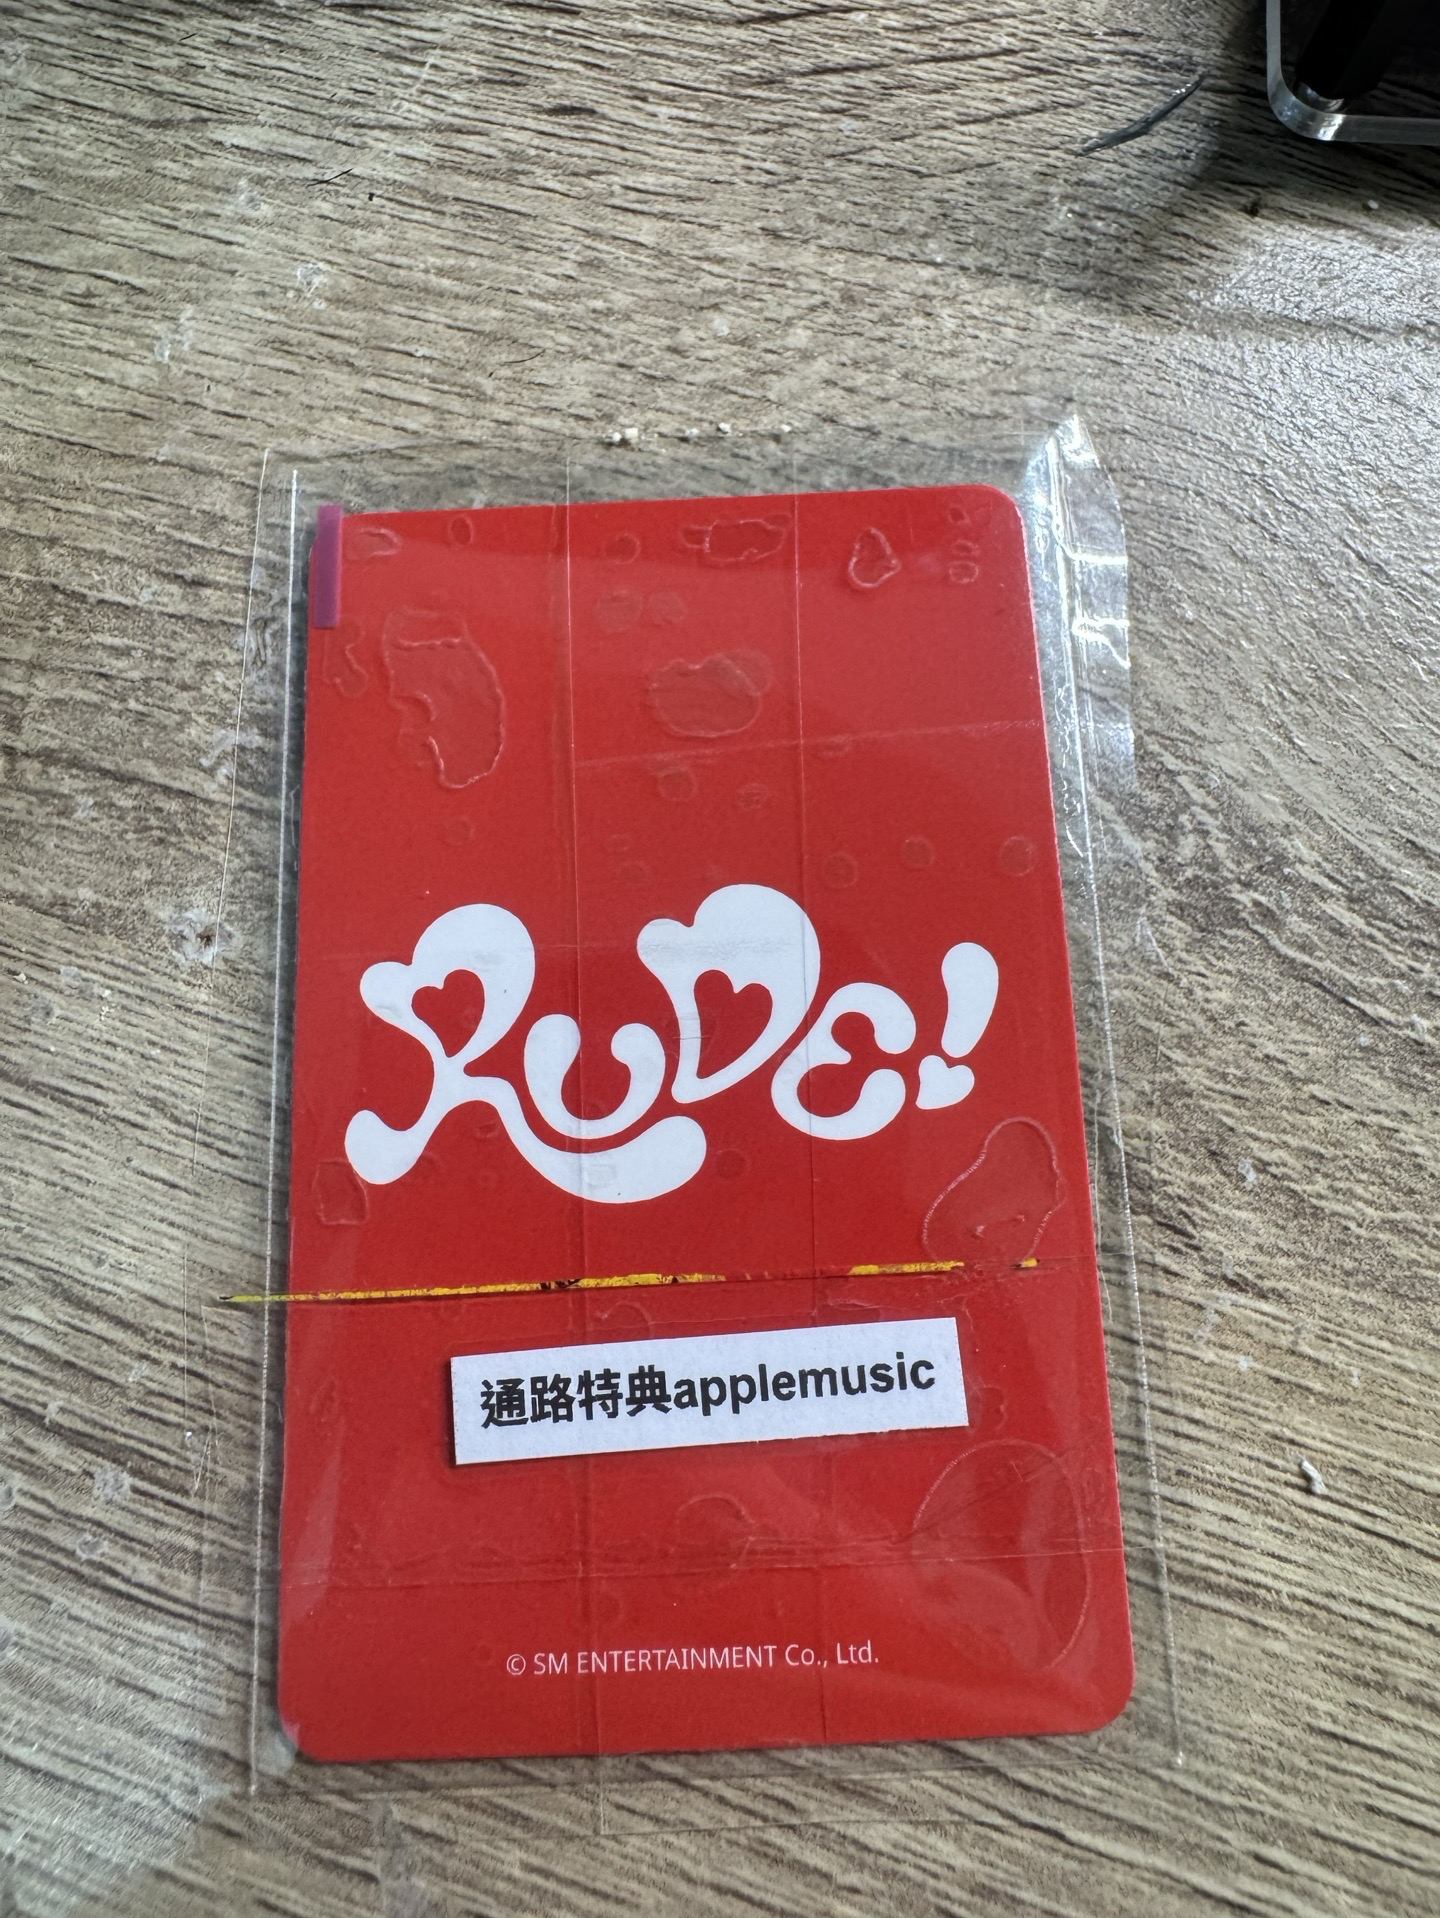 RUDE!
通路特典applemusic
© SM ENTERTAINMENT Co., Ltd.